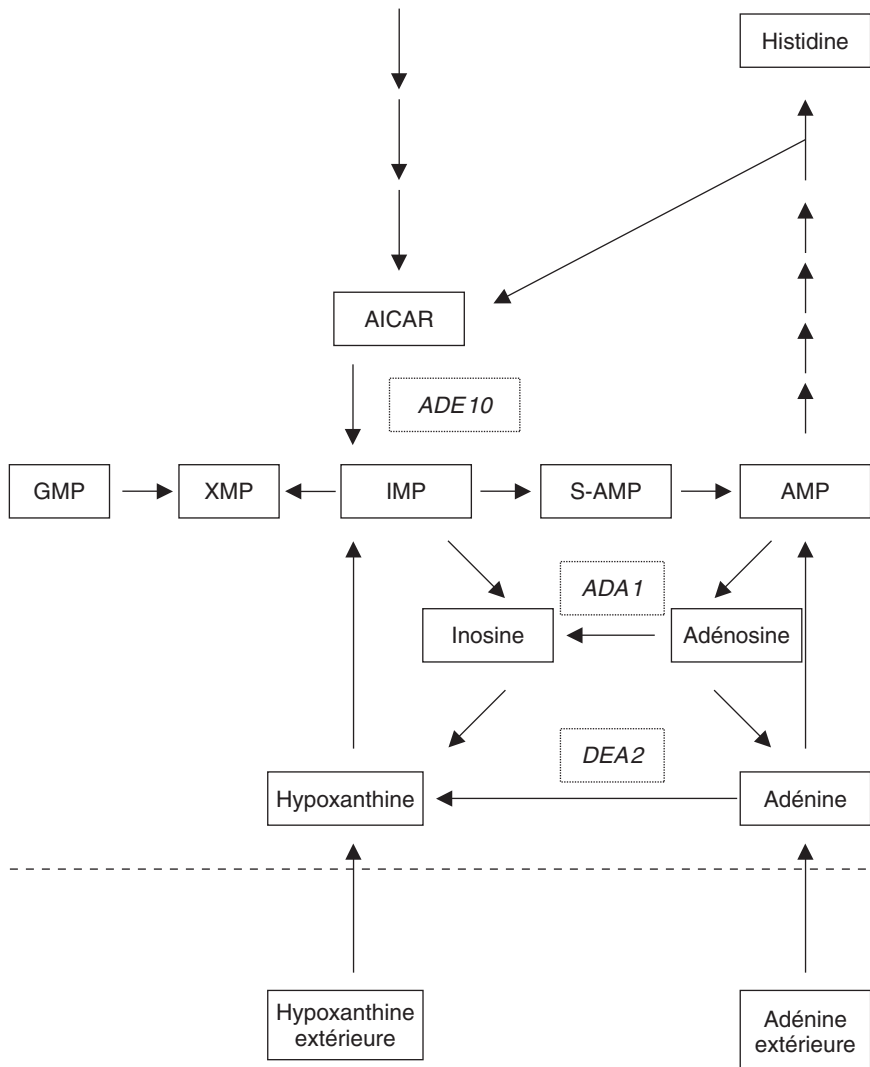 Histidine
AICAR
ADE10
GMP
XMP
IMP
S-AMP
AMP
ADA1
Inosine
Adénosine
DEA2
Hypoxanthine
Adénine
Hypoxanthine
extérieure
Adénine
extérieure